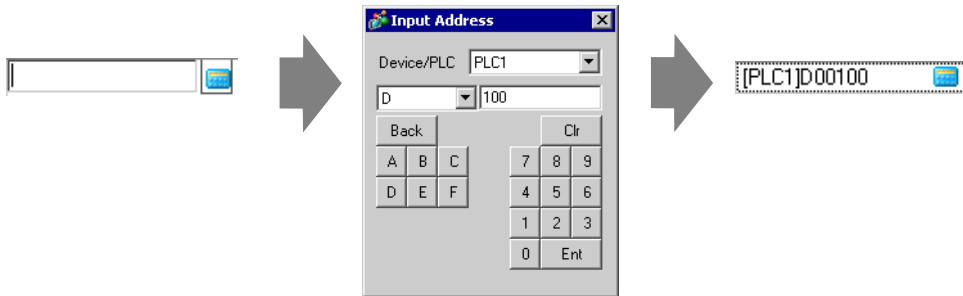 Input Address
Device/PLC PLC1
D 100
Back Clr
A B C 7 8 9
D E F 4 5 6
1 2 3
0 Ent
[PLC1]D00100